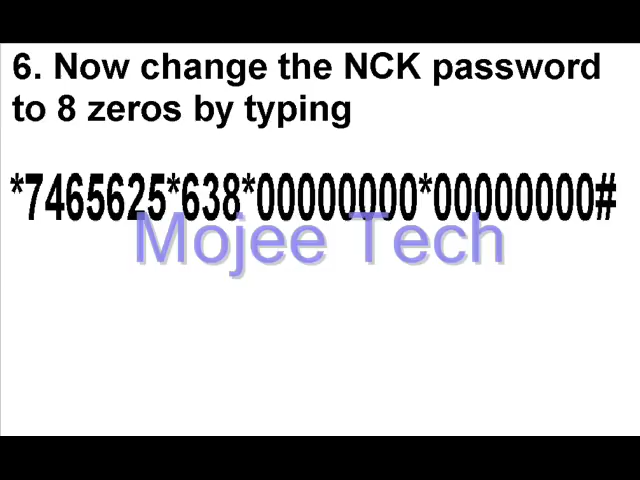 6. Now change the NCK password
to 8 zeros by typing
*7465625*638*00000000*00000000#
Mojee Tech